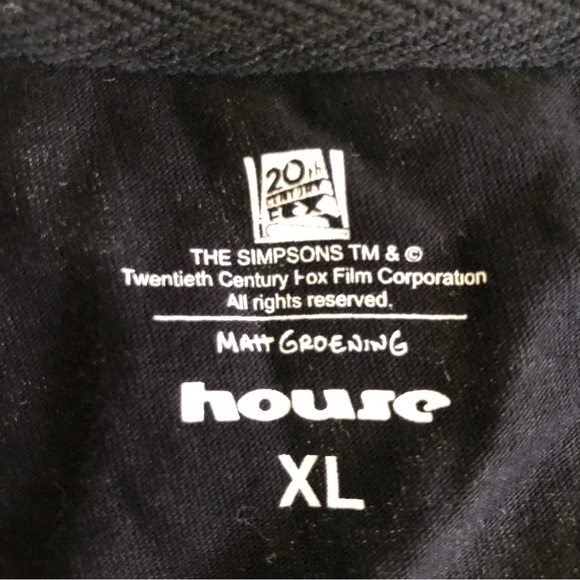 20th
CENTURY
FOX
THE SIMPSONS TM & ©
Twentieth Century Fox Film Corporation
All rights reserved.
MATT GROENING
house
XL